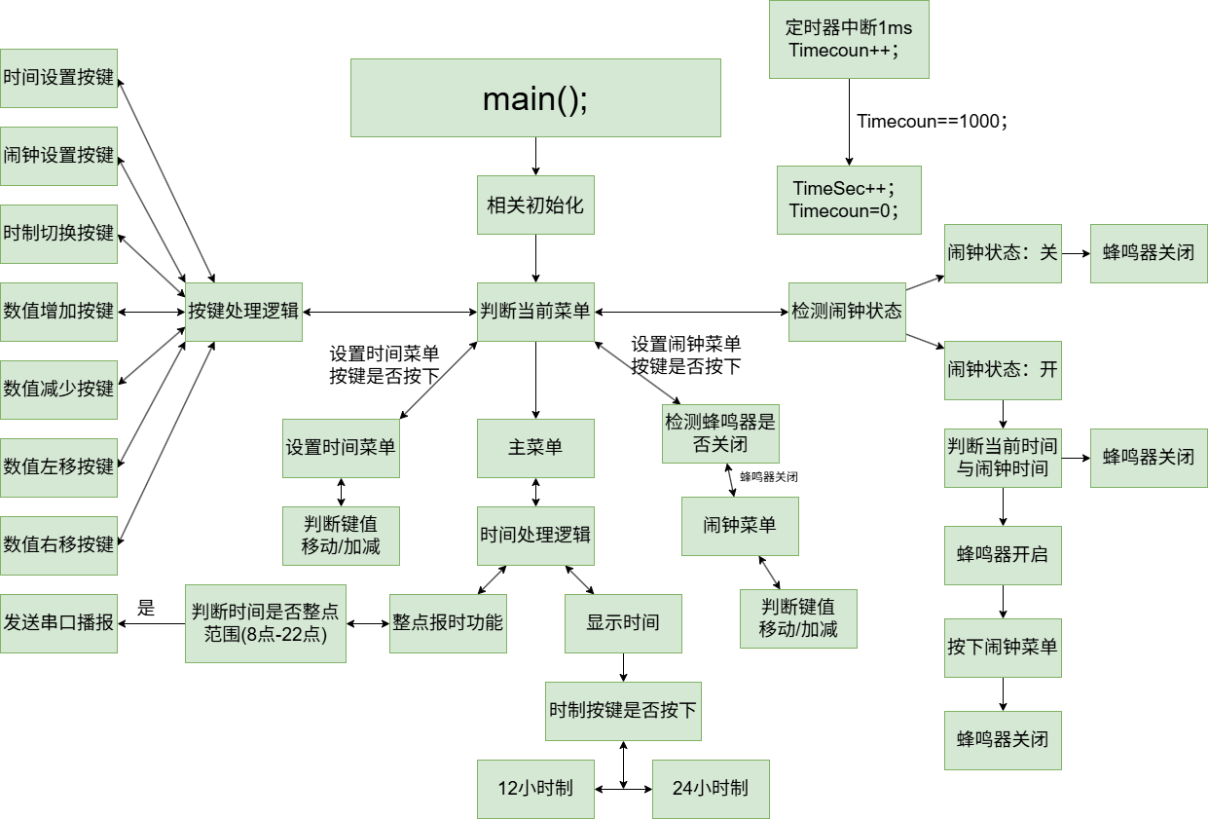 定时器中断1ms
Timecoun++；
时间设置按键
main();
Timecoun==1000；
闹钟设置按键
相关初始化
TimeSec++；
Timecoun=0；
时制切换按键
闹钟状态：关
蜂鸣器关闭
数值增加按键
按键处理逻辑
判断当前菜单
检测闹钟状态
设置时间菜单
按键是否按下
设置闹钟菜单
按键是否按下
闹钟状态：开
数值减少按键
设置时间菜单
主菜单
检测蜂鸣器是
否关闭
判断当前时间
与闹钟时间
蜂鸣器关闭
数值左移按键
蜂鸣器关闭
判断键值
移动/加减
时间处理逻辑
闹钟菜单
蜂鸣器开启
数值右移按键
发送串口播报
是
判断时间是否整点
范围(8点-22点)
整点报时功能
显示时间
判断键值
移动/加减
按下闹钟菜单
时制按键是否按下
蜂鸣器关闭
12小时制
24小时制